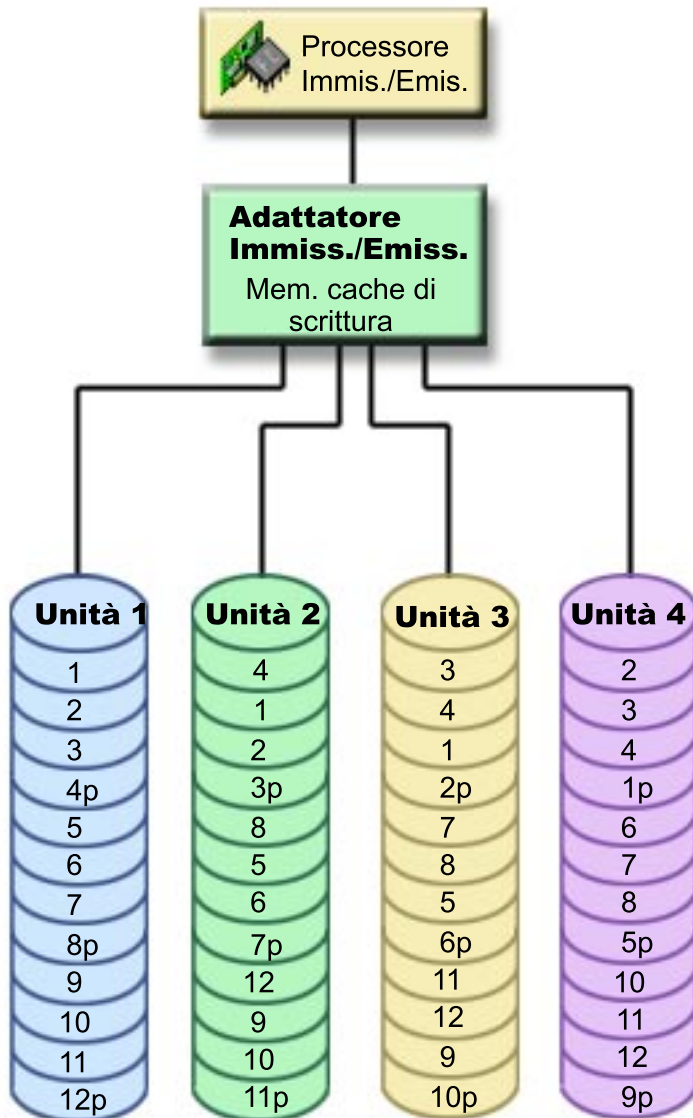 Processore
Immis./Emis.
Adattatore
Immiss./Emiss.
Mem. cache di
scrittura
Unità 1
1
2
3
4p
5
6
7
8p
9
10
11
12p
Unità 2
4
1
2
3p
8
5
6
7p
12
9
10
11p
Unità 3
3
4
1
2p
7
8
5
6p
11
12
9
10p
Unità 4
2
3
4
1p
6
7
8
5p
10
11
12
9p